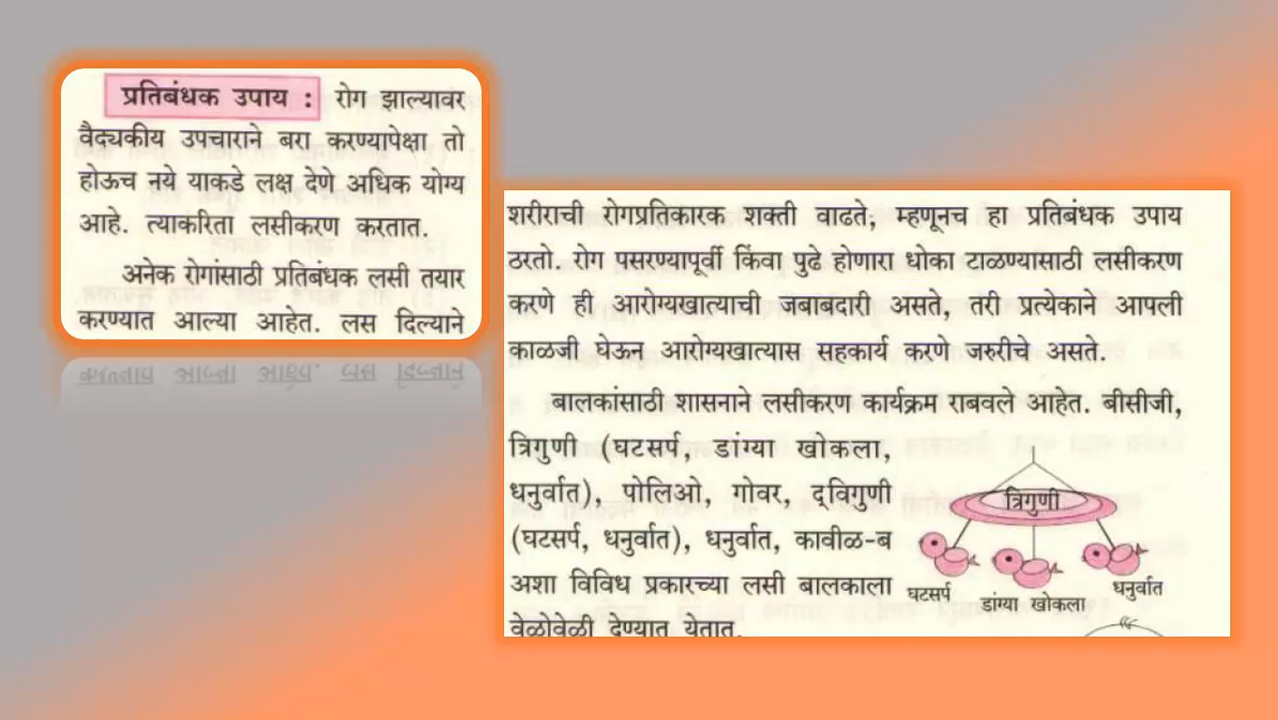 प्रतिबंधक उपाय : रोग झाल्यावर
वैद्यकीय उपचाराने बरा करण्यापेक्षा तो
होऊच नये याकडे लक्ष देणे अधिक योग्य
आहे. त्याकरिता लसीकरण करतात.
अनेक रोगांसाठी प्रतिबंधक लसी तयार
करण्यात आल्या आहेत. लस दिल्याने
शरीराची रोगप्रतिकारक शक्ती वाढते; म्हणूनच हा प्रतिबंधक उपाय
ठरतो. रोग पसरण्यापूर्वी किंवा पुढे होणारा धोका टाळण्यासाठी लसीकरण
करणे ही आरोग्यखात्याची जबाबदारी असते, तरी प्रत्येकाने आपली
काळजी घेऊन आरोग्यखात्यास सहकार्य करणे जरुरीचे असते.
बालकांसाठी शासनाने लसीकरण कार्यक्रम राबवले आहेत. बीसीजी,
त्रिगुणी (घटसर्प, डांग्या खोकला,
धनुर्वात), पोलिओ, गोवर, द्विगुणी
(घटसर्प, धनुर्वात), धनुर्वात, कावीळ-ब
अशा विविध प्रकारच्या लसी बालकाला
वेळोवेळी देण्यात येतात.
त्रिगुणी
घटसर्प
डांग्या खोकला
धनुर्वात